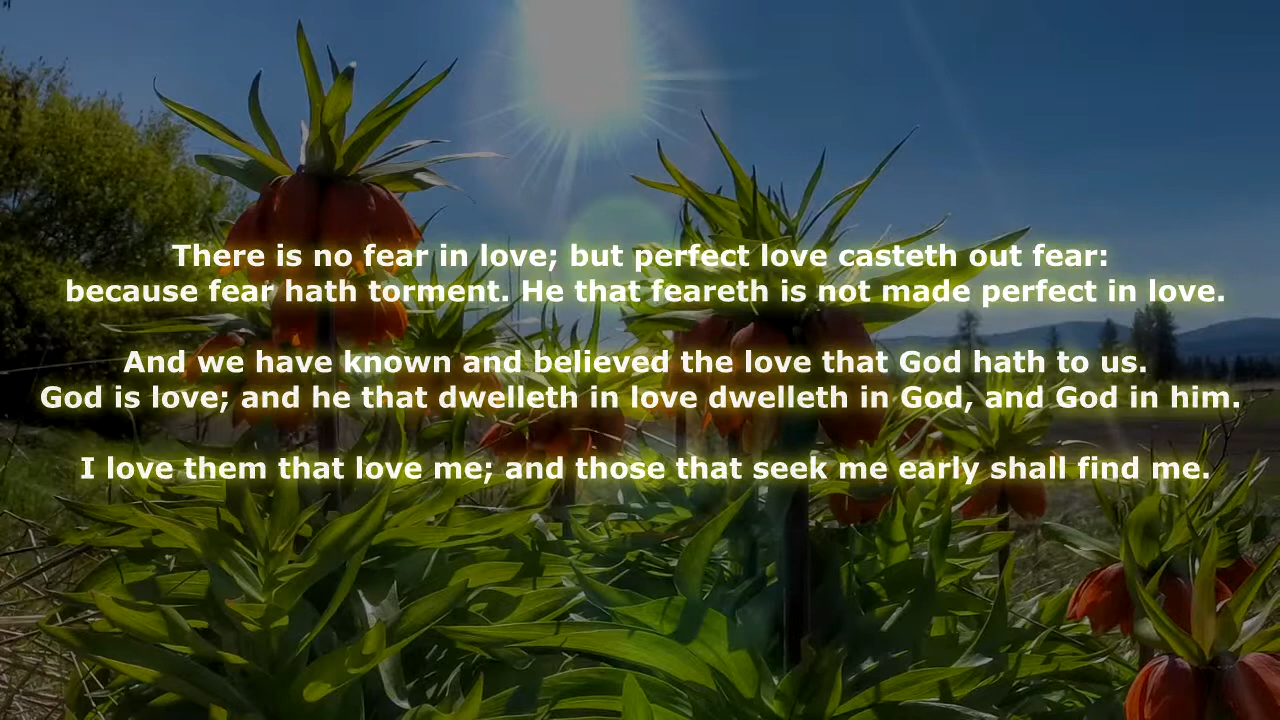 There is no fear in love; but perfect love casteth out fear:
because fear hath torment. He that feareth is not made perfect in love.
And we have known and believed the love that God hath to us.
God is love; and he that dwelleth in love dwelleth in God, and God in him.
I love them that love me; and those that seek me early shall find me.